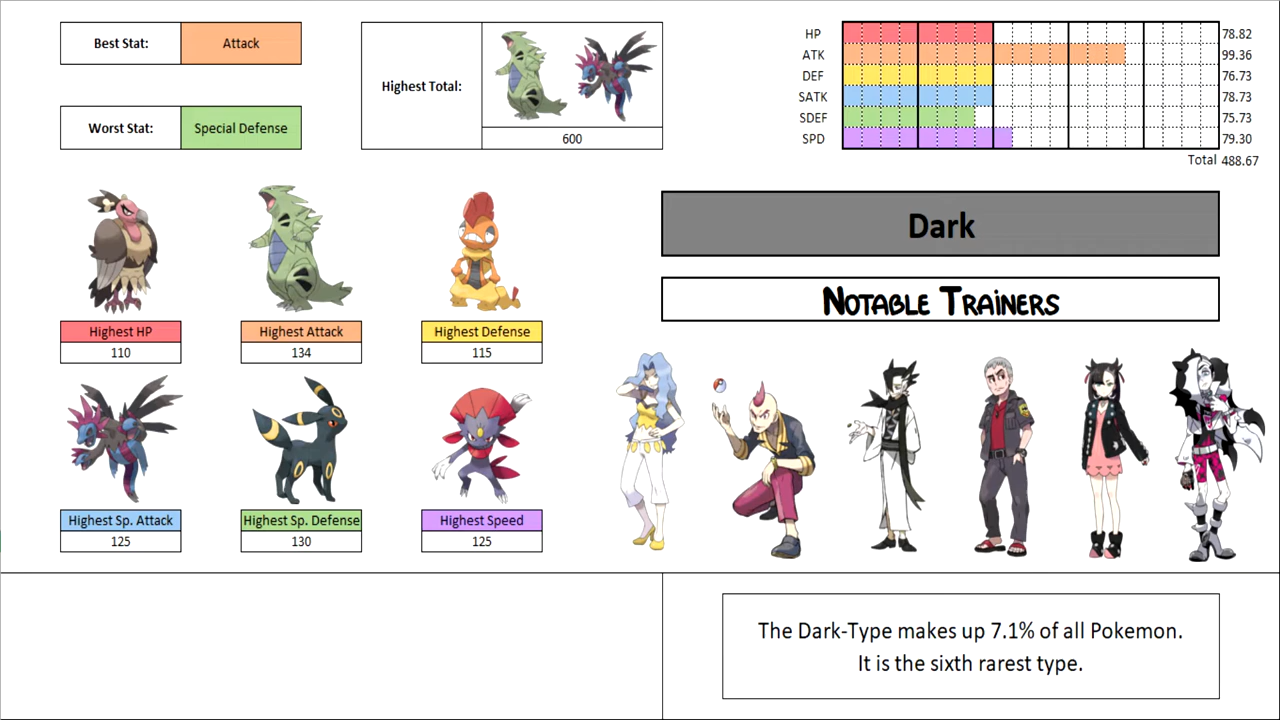 Best Stat:
Attack
Worst Stat:
Special Defense
Highest Total:
600
HP 78.82
ATK 99.36
DEF 76.73
SATK 78.73
SDEF 75.73
SPD 79.30
Total 488.67
Dark
Notable Trainers
Highest HP
110
Highest Attack
134
Highest Defense
115
Highest Sp. Attack
125
Highest Sp. Defense
130
Highest Speed
125
The Dark-Type makes up 7.1% of all Pokemon.
It is the sixth rarest type.